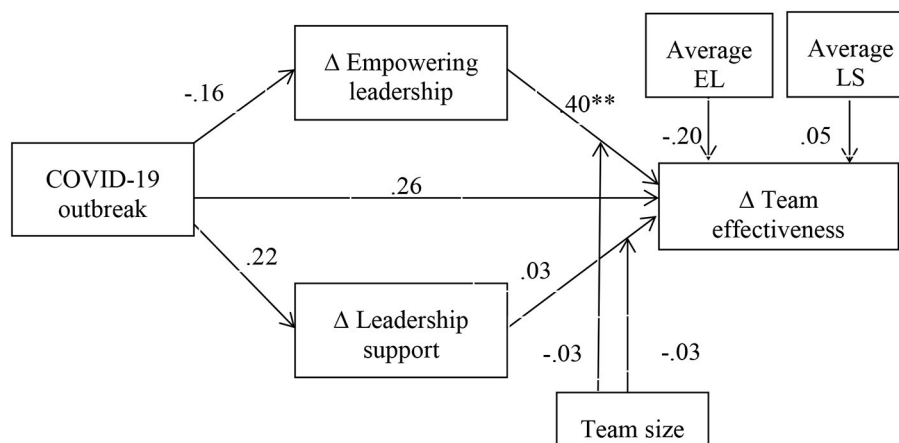 Δ Empowering
leadership
Average
EL
Average
LS
-.16
.40**
-.20
.05
COVID-19
outbreak
.26
Δ Team
effectiveness
.22
.03
Δ Leadership
support
-.03
-.03
Team size